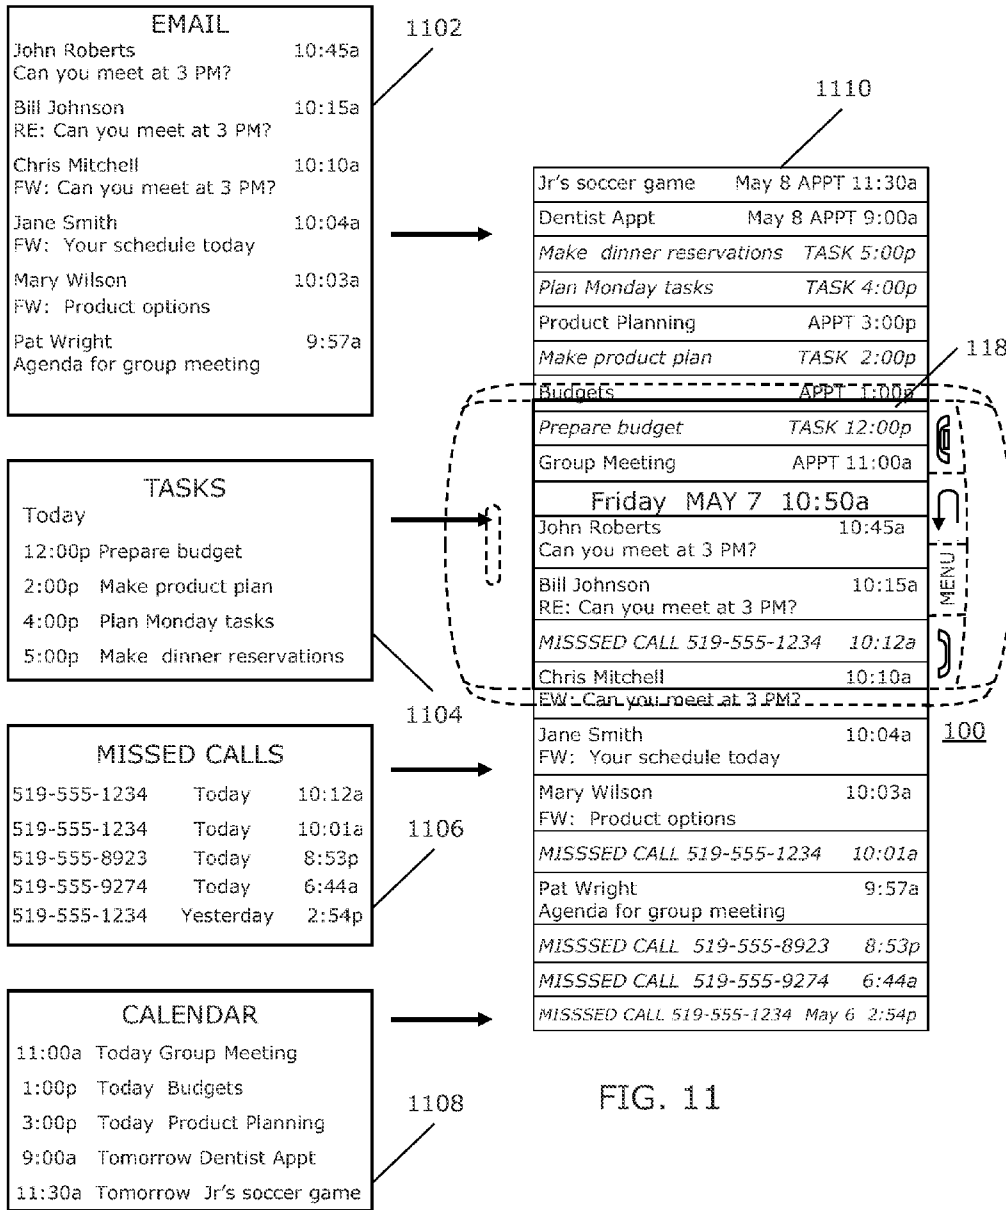 EMAIL
John Roberts 10:45a
Can you meet at 3 PM?
Bill Johnson 10:15a
RE: Can you meet at 3 PM?
Chris Mitchell 10:10a
FW: Can you meet at 3 PM?
Jane Smith 10:04a
FW: Your schedule today
Mary Wilson 10:03a
FW: Product options
Pat Wright 9:57a
Agenda for group meeting
1102
TASKS
Today
12:00p Prepare budget
2:00p Make product plan
4:00p Plan Monday tasks
5:00p Make dinner reservations
1104
MISSED CALLS
519-555-1234 Today 10:12a
519-555-1234 Today 10:01a
519-555-8923 Today 8:53p
519-555-9274 Today 6:44a
519-555-1234 Yesterday 2:54p
1106
CALENDAR
11:00a Today Group Meeting
1:00p Today Budgets
3:00p Today Product Planning
9:00a Tomorrow Dentist Appt
11:30a Tomorrow Jr's soccer game
1108
1110
Jr's soccer game May 8 APPT 11:30a
Dentist Appt May 8 APPT 9:00a
Make dinner reservations TASK 5:00p
Plan Monday tasks TASK 4:00p
Product Planning APPT 3:00p
Make product plan TASK 2:00p
118
Budgets APPT 1:00p
Prepare budget TASK 12:00p
Group Meeting APPT 11:00a
Friday MAY 7 10:50a
John Roberts 10:45a
Can you meet at 3 PM?
Bill Johnson 10:15a
RE: Can you meet at 3 PM?
MENU
MISSSED CALL 519-555-1234 10:12a
Chris Mitchell 10:10a
FW: Can you meet at 3 PM?
100
Jane Smith 10:04a
FW: Your schedule today
Mary Wilson 10:03a
FW: Product options
MISSSED CALL 519-555-1234 10:01a
Pat Wright 9:57a
Agenda for group meeting
MISSSED CALL 519-555-8923 8:53p
MISSSED CALL 519-555-9274 6:44a
MISSSED CALL 519-555-1234 May 6 2:54p
FIG. 11